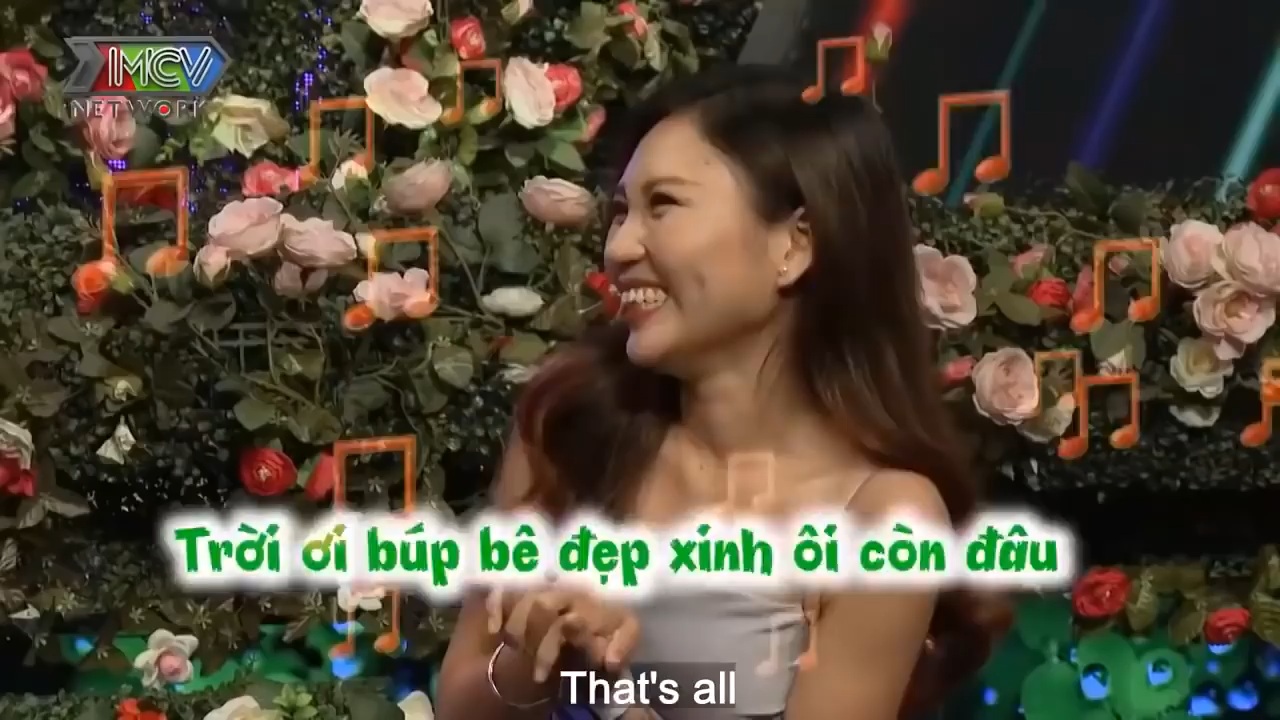 MCV
NETWORK
Trời ơi búp bê đẹp xinh ôi còn đâu
That's all